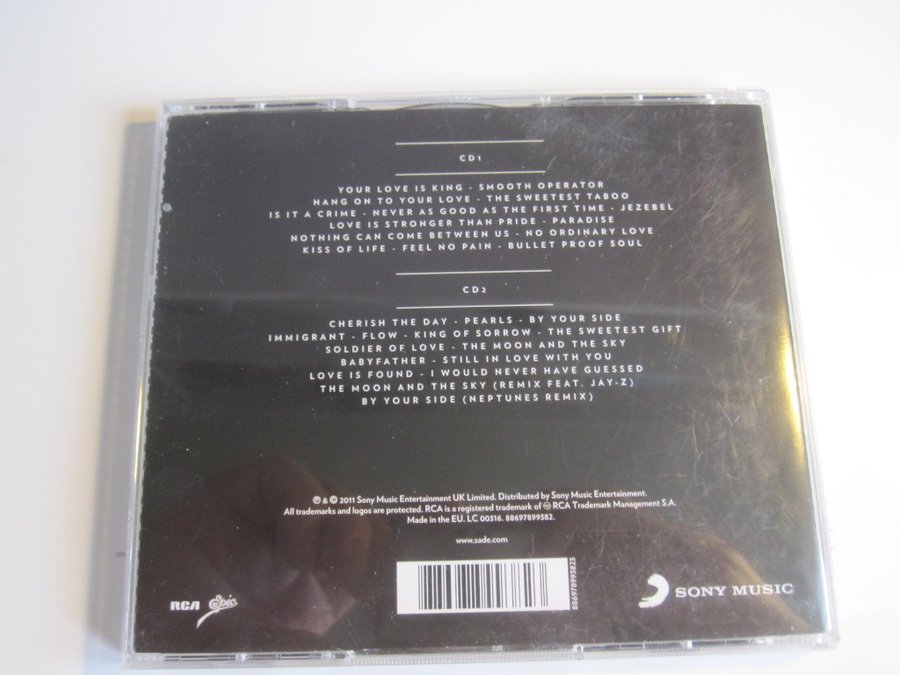 CD1
YOUR LOVE IS KING - SMOOTH OPERATOR
HANG ON TO YOUR LOVE - THE SWEETEST TABOO
IS IT A CRIME - NEVER AS GOOD AS THE FIRST TIME - JEZEBEL
LOVE IS STRONGER THAN PRIDE - PARADISE
NOTHING CAN COME BETWEEN US - NO ORDINARY LOVE
KISS OF LIFE - FEEL NO PAIN - BULLET PROOF SOUL
CD2
CHERISH THE DAY - PEARLS - BY YOUR SIDE
IMMIGRANT - FLOW - KING OF SORROW - THE SWEETEST GIFT
SOLDIER OF LOVE - THE MOON AND THE SKY
BABYFATHER - STILL IN LOVE WITH YOU
LOVE IS FOUND - I WOULD NEVER HAVE GUESSED
THE MOON AND THE SKY (REMIX FEAT. JAY-Z)
BY YOUR SIDE (NEPTUNES REMIX)
℗ & © 2011 Sony Music Entertainment UK Limited. Distributed by Sony Music Entertainment.
All trademarks and logos are protected. RCA is a registered trademark of ® RCA Trademark Management S.A.
Made in the EU. LC 00316. 88697899382.
www.sade.com
886978993823
RCA Epic
SONY MUSIC